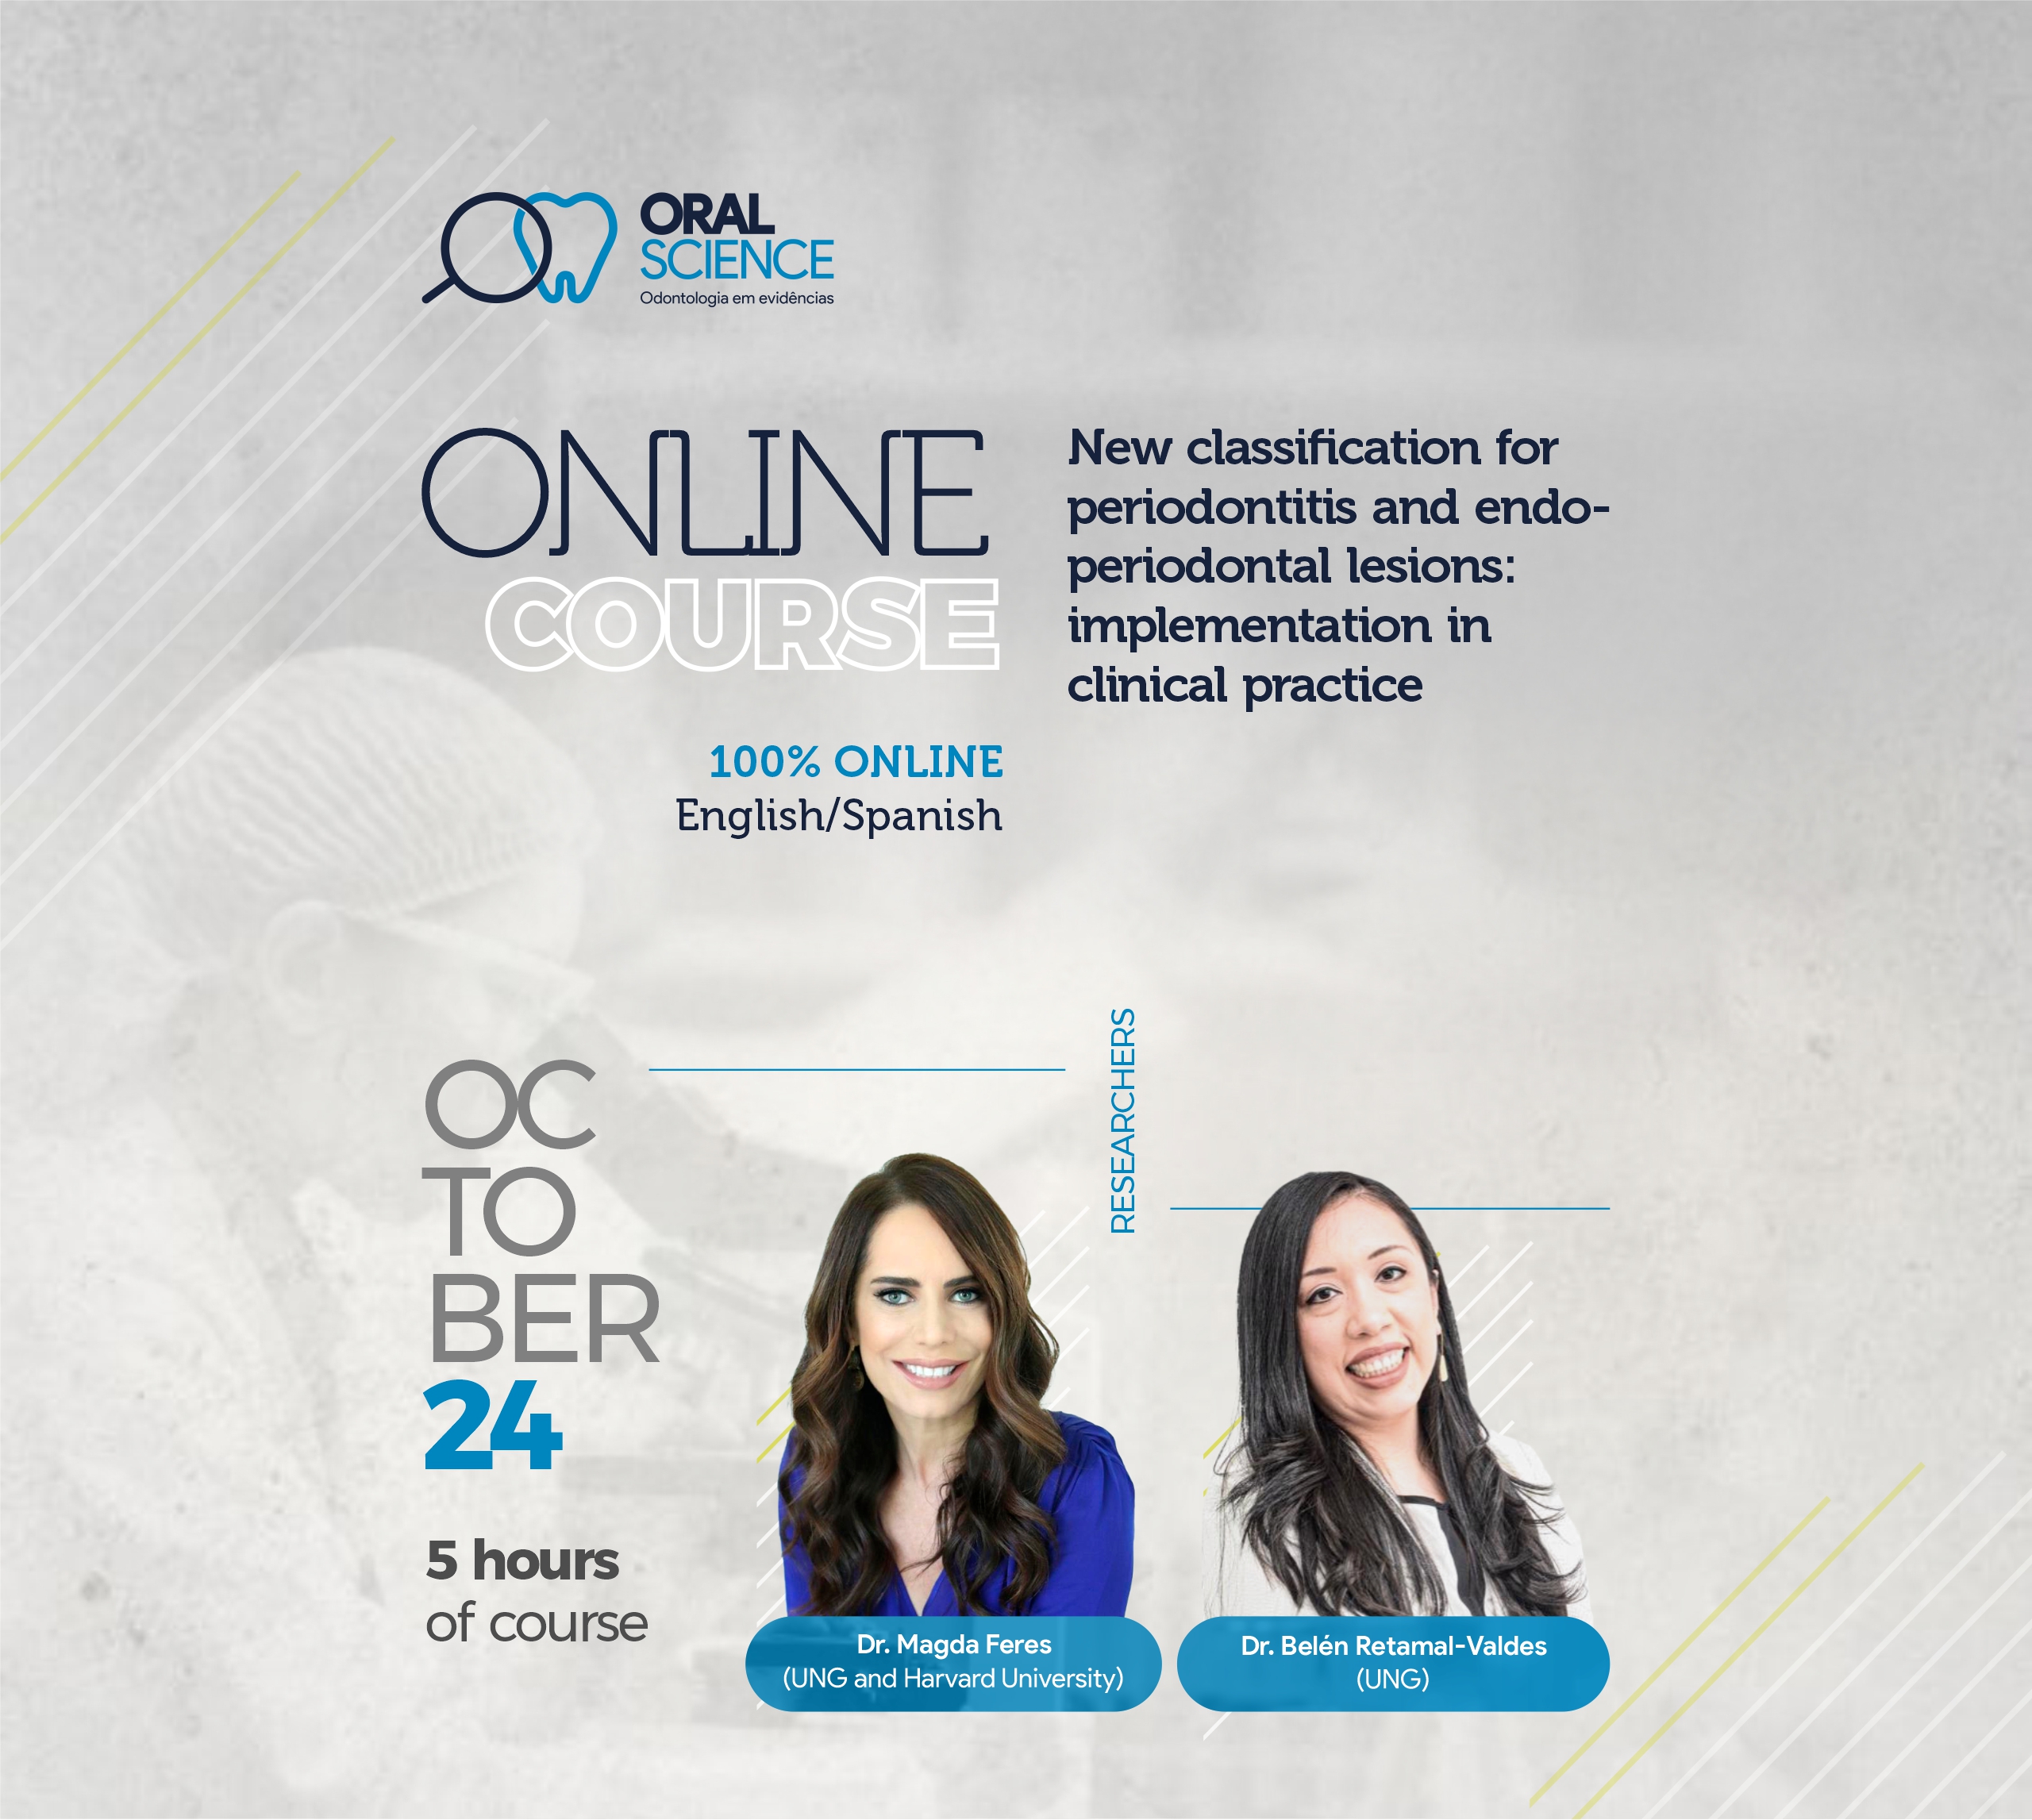 ORAL
SCIENCE
Odontologia em evidências
ONLINE
COURSE
100% ONLINE
English/Spanish
New classification for
periodontitis and endo-
periodontal lesions:
implementation in
clinical practice
OC
TO
BER
24
5 hours
of course
RESEARCHERS
Dr. Magda Feres
(UNG and Harvard University)
Dr. Belén Retamal-Valdes
(UNG)